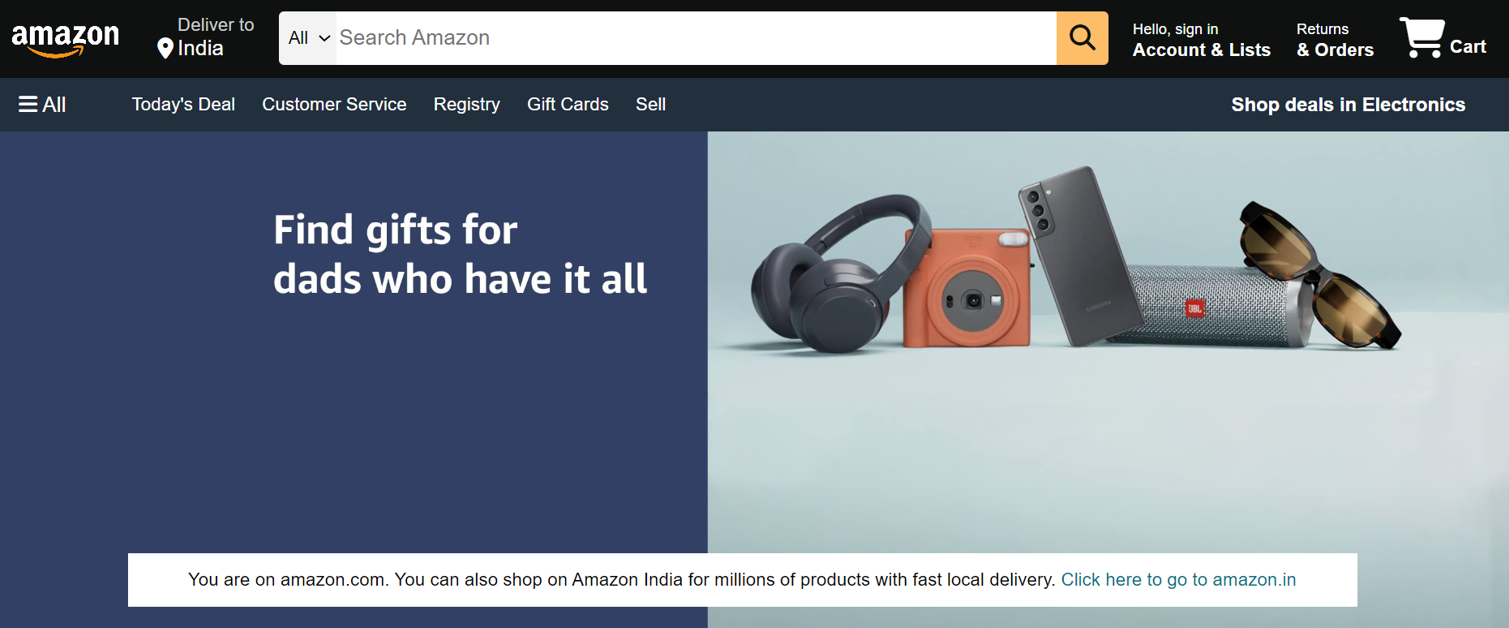 amazon
Deliver to
India
All
Search Amazon
Hello, sign in
Account & Lists
Returns
& Orders
Cart
All
Today's Deal
Customer Service
Registry
Gift Cards
Sell
Shop deals in Electronics
Find gifts for
dads who have it all
SAMSUNG
JBL
You are on amazon.com. You can also shop on Amazon India for millions of products with fast local delivery. Click here to go to amazon.in